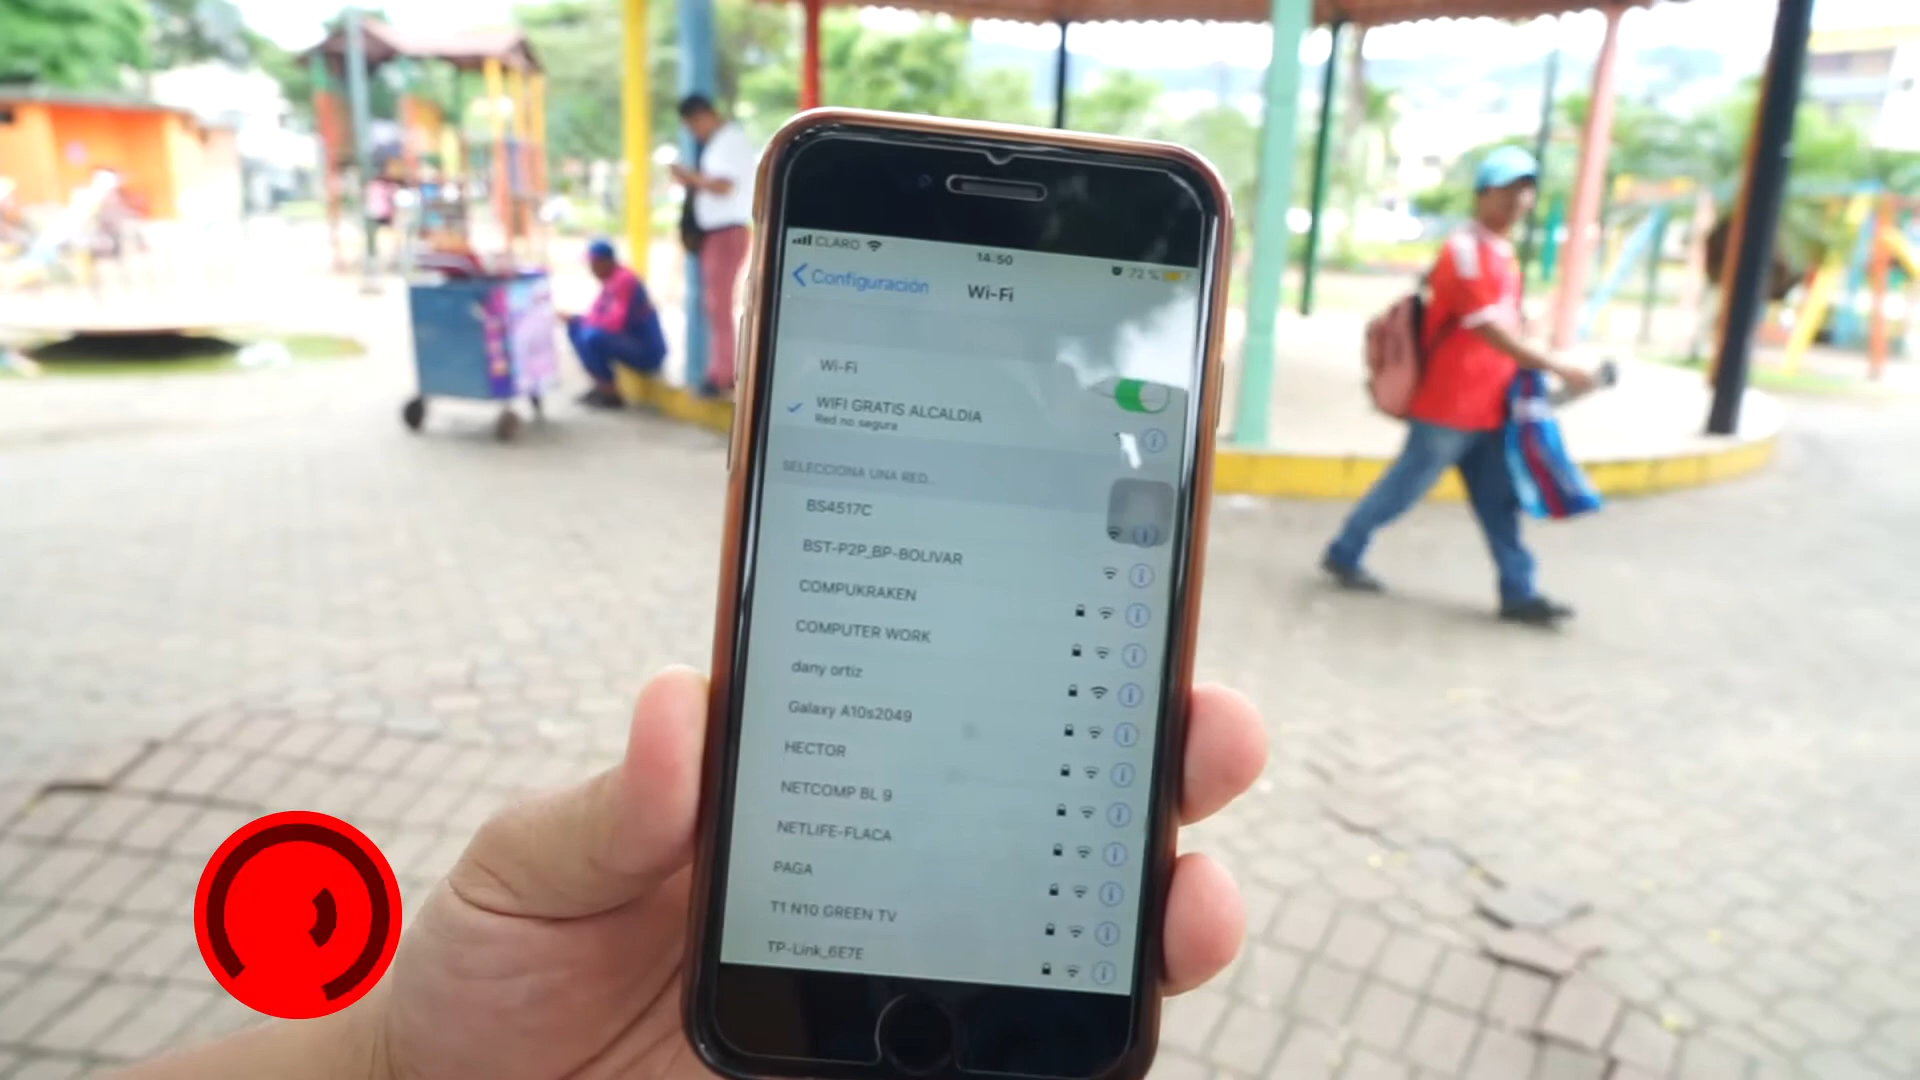 CLARO
14:50
72 %
Configuración
Wi-Fi
Wi-Fi
WIFI GRATIS ALCALDIA
Red no segura
SELECCIONA UNA RED...
BS4517C
BST-P2P_BP-BOLIVAR
COMPUKRAKEN
COMPUTER WORK
dany ortiz
Galaxy A10s2049
HECTOR
NETCOMP BL 9
NETLIFE-FLACA
PAGA
T1 N10 GREEN TV
TP-Link_6E7E